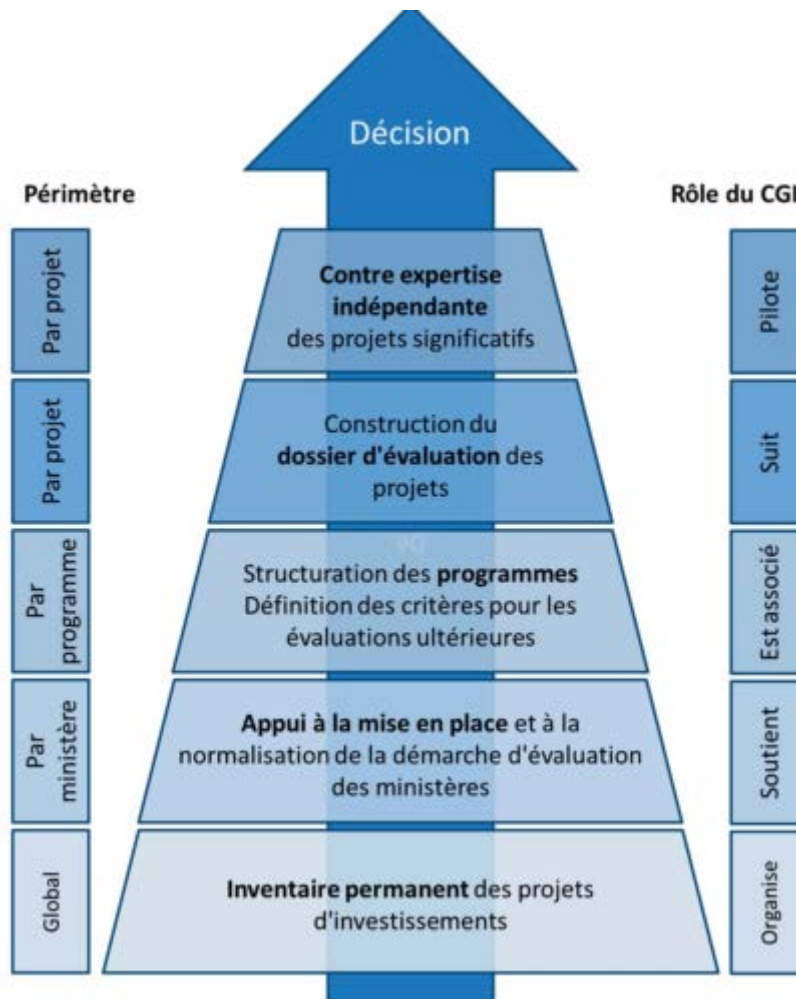 Décision
Périmètre
Rôle du CGI
Par projet
Contre expertise
indépendante
des projets significatifs
Pilote
Par projet
Construction du
dossier d'évaluation des
projets
Suit
Par
programme
Structuration des programmes
Définition des critères pour les
évaluations ultérieures
Est associé
Par
ministère
Appui à la mise en place et à la
normalisation de la démarche d'évaluation
des ministères
Soutient
Global
Inventaire permanent des projets
d'investissements
Organise